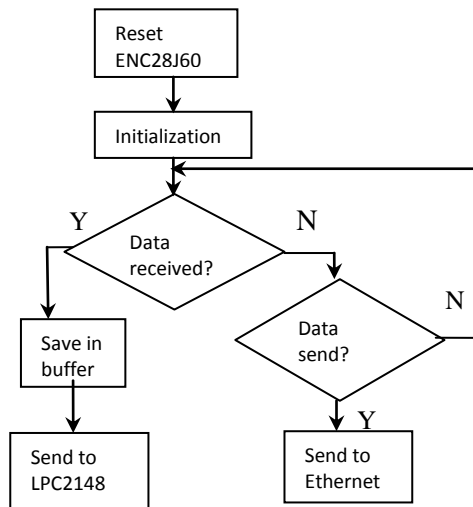 Reset
ENC28J60
Initialization
Y
N
Data
received?
N
Save in
buffer
Data
send?
Y
Send to
LPC2148
Send to
Ethernet